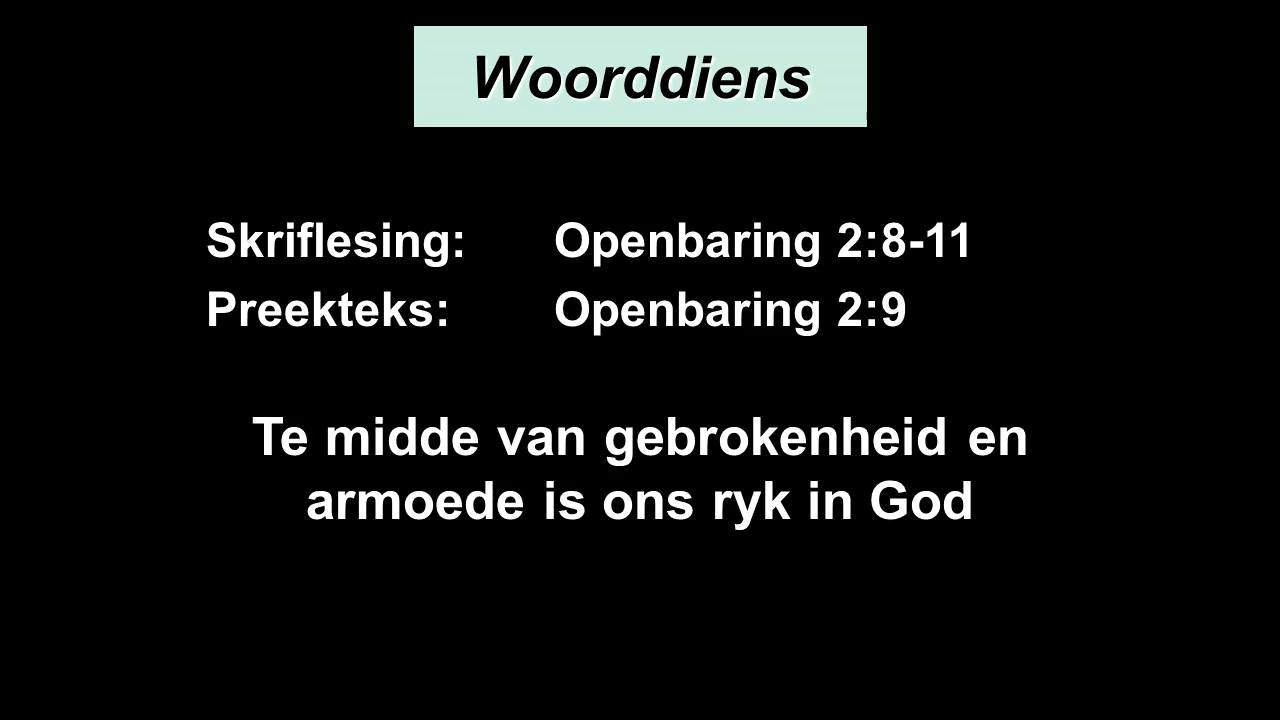 Woorddiens
Skriflesing: Openbaring 2:8-11
Preekteks: Openbaring 2:9
Te midde van gebrokenheid en
armoede is ons ryk in God